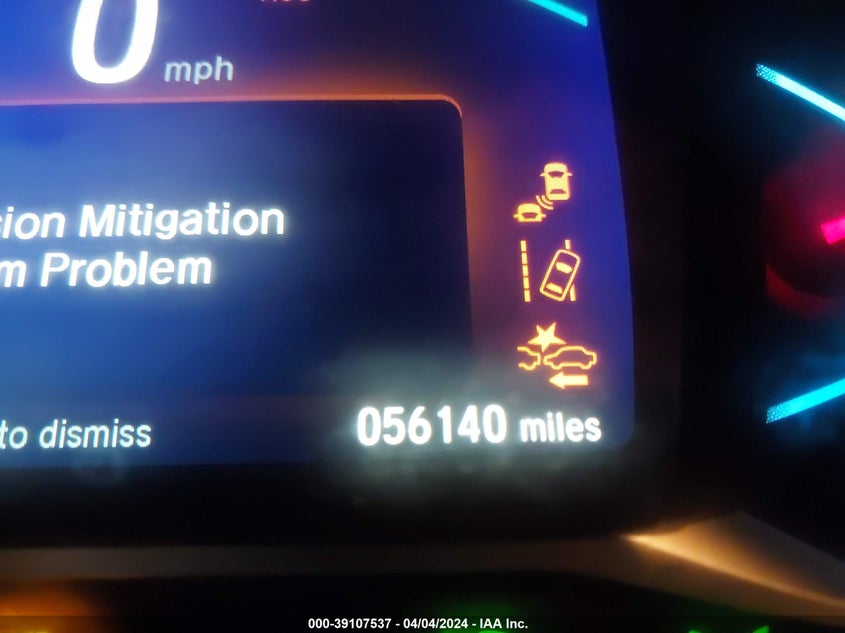 0 mph
sion Mitigation
m Problem
to dismiss
056140 miles
000-39107537 - 04/04/2024 - IAA Inc.